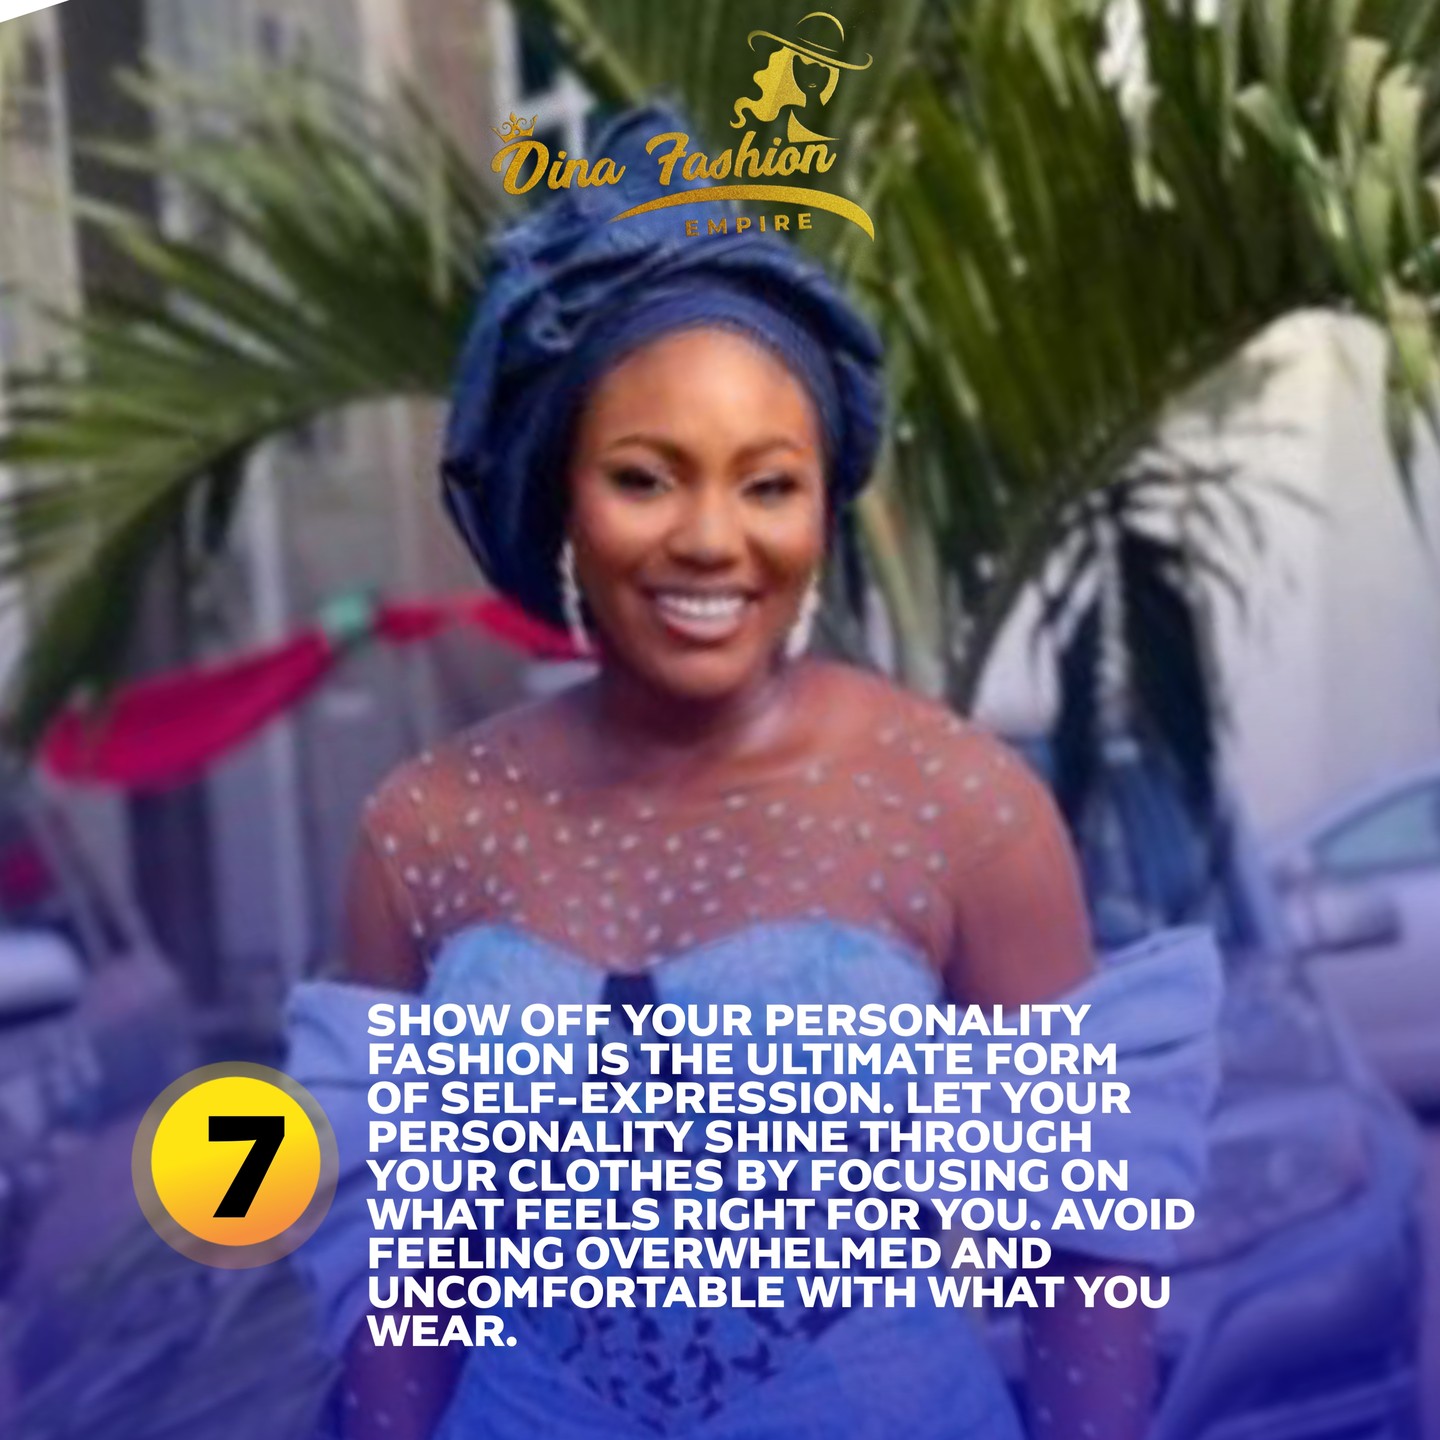 Dina Fashion
EMPIRE
SHOW OFF YOUR PERSONALITY
FASHION IS THE ULTIMATE FORM
OF SELF-EXPRESSION. LET YOUR
PERSONALITY SHINE THROUGH
YOUR CLOTHES BY FOCUSING ON
WHAT FEELS RIGHT FOR YOU. AVOID
FEELING OVERWHELMED AND
UNCOMFORTABLE WITH WHAT YOU
WEAR.
7